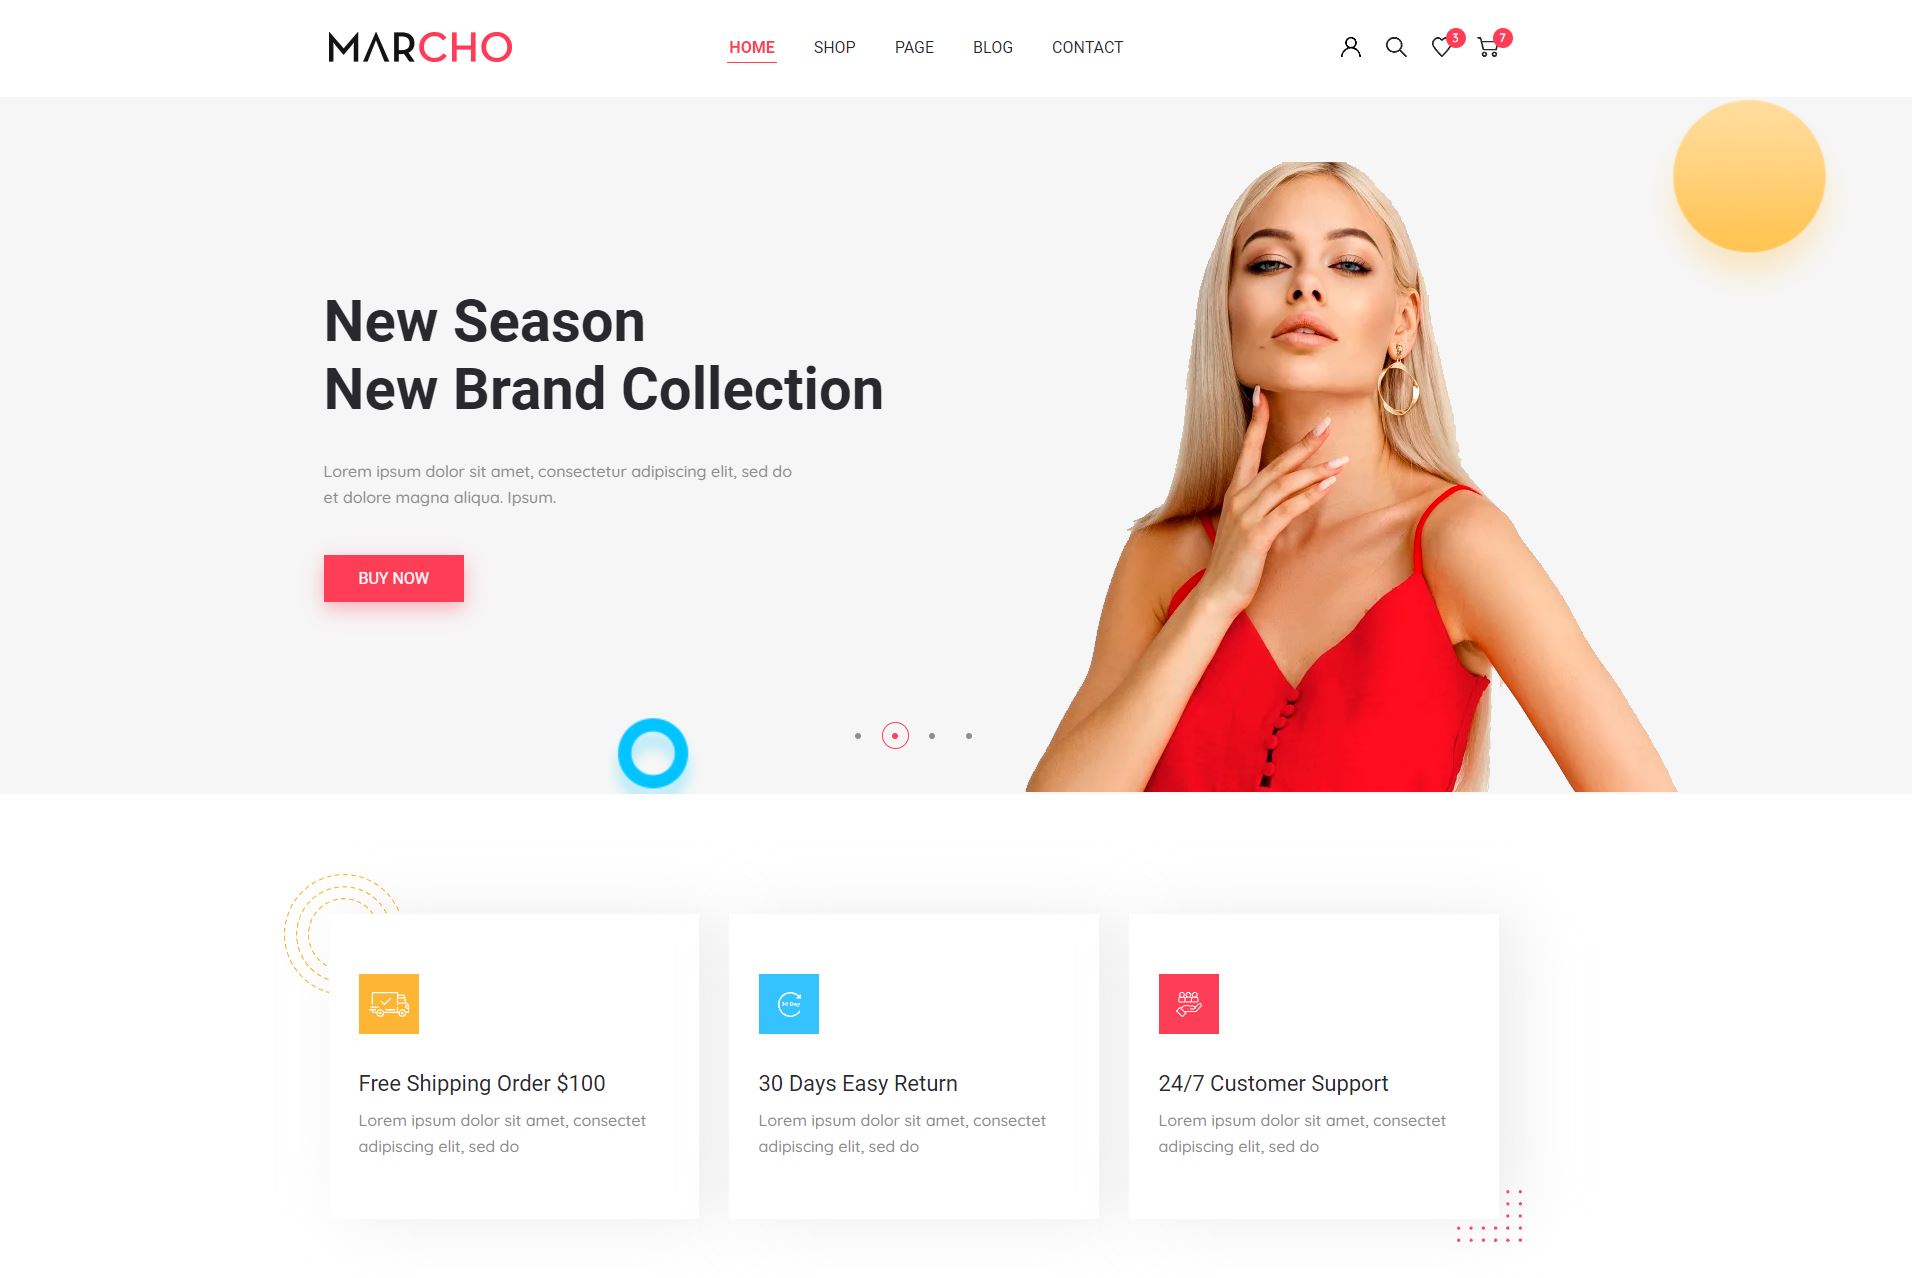 MARCHO
HOME SHOP PAGE BLOG CONTACT
3 7
New Season
New Brand Collection
Lorem ipsum dolor sit amet, consectetur adipiscing elit, sed do
et dolore magna aliqua. Ipsum.
BUY NOW
30 Day
Free Shipping Order $100
Lorem ipsum dolor sit amet, consectet
adipiscing elit, sed do
30 Days Easy Return
Lorem ipsum dolor sit amet, consectet
adipiscing elit, sed do
24/7 Customer Support
Lorem ipsum dolor sit amet, consectet
adipiscing elit, sed do